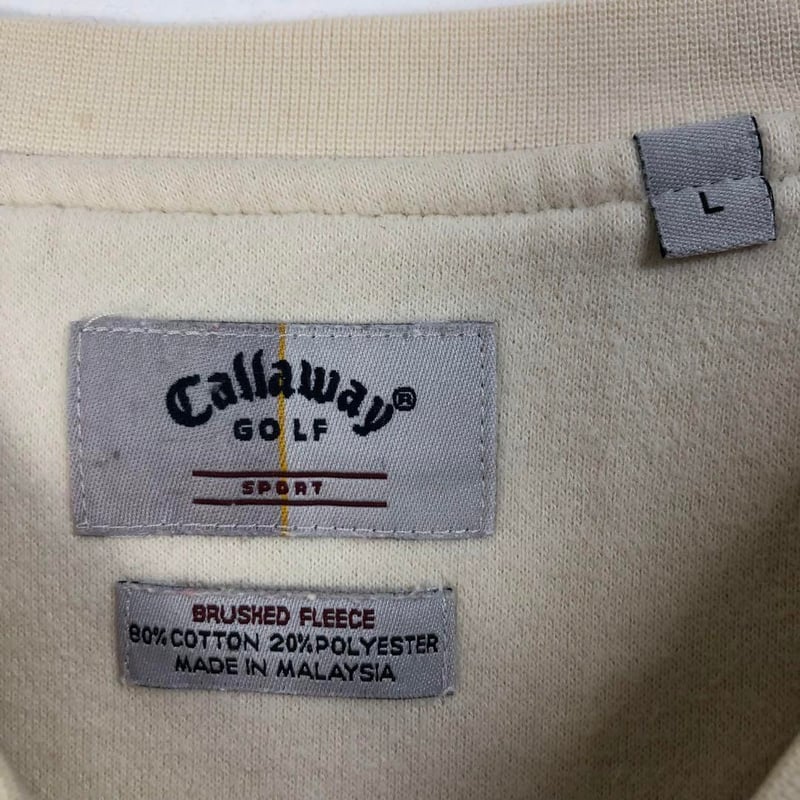 L
Callaway®
GOLF
SPORT
BRUSHED FLEECE
80% COTTON 20% POLYESTER
MADE IN MALAYSIA